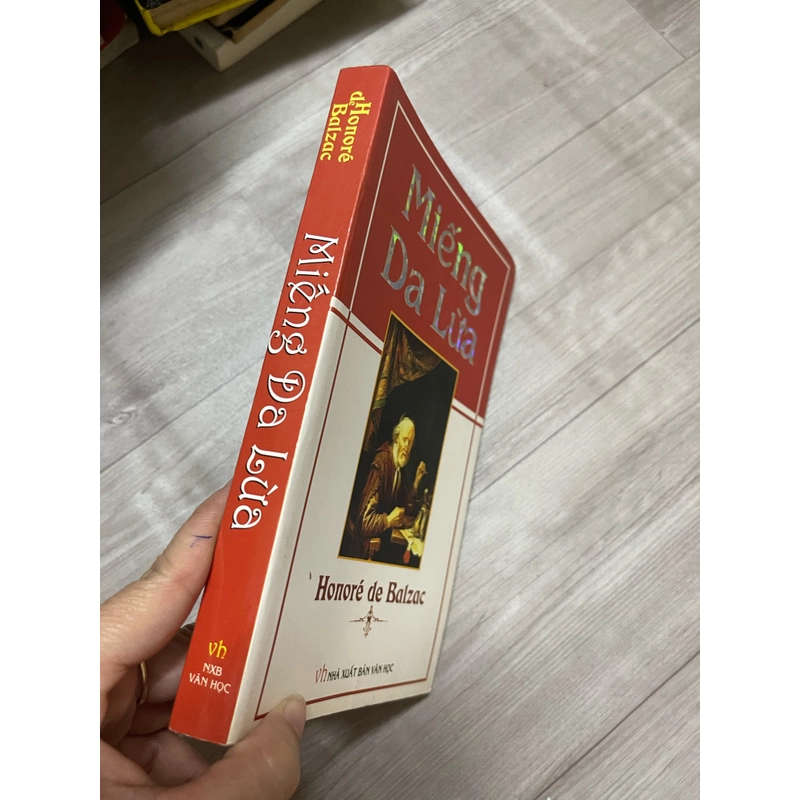 Honoré
de Balzac
Miếng Da Lừa
vh
NXB
VĂN HỌC
Miếng
Da Lừa
Honoré de Balzac
vh NHÀ XUẤT BẢN VĂN HỌC